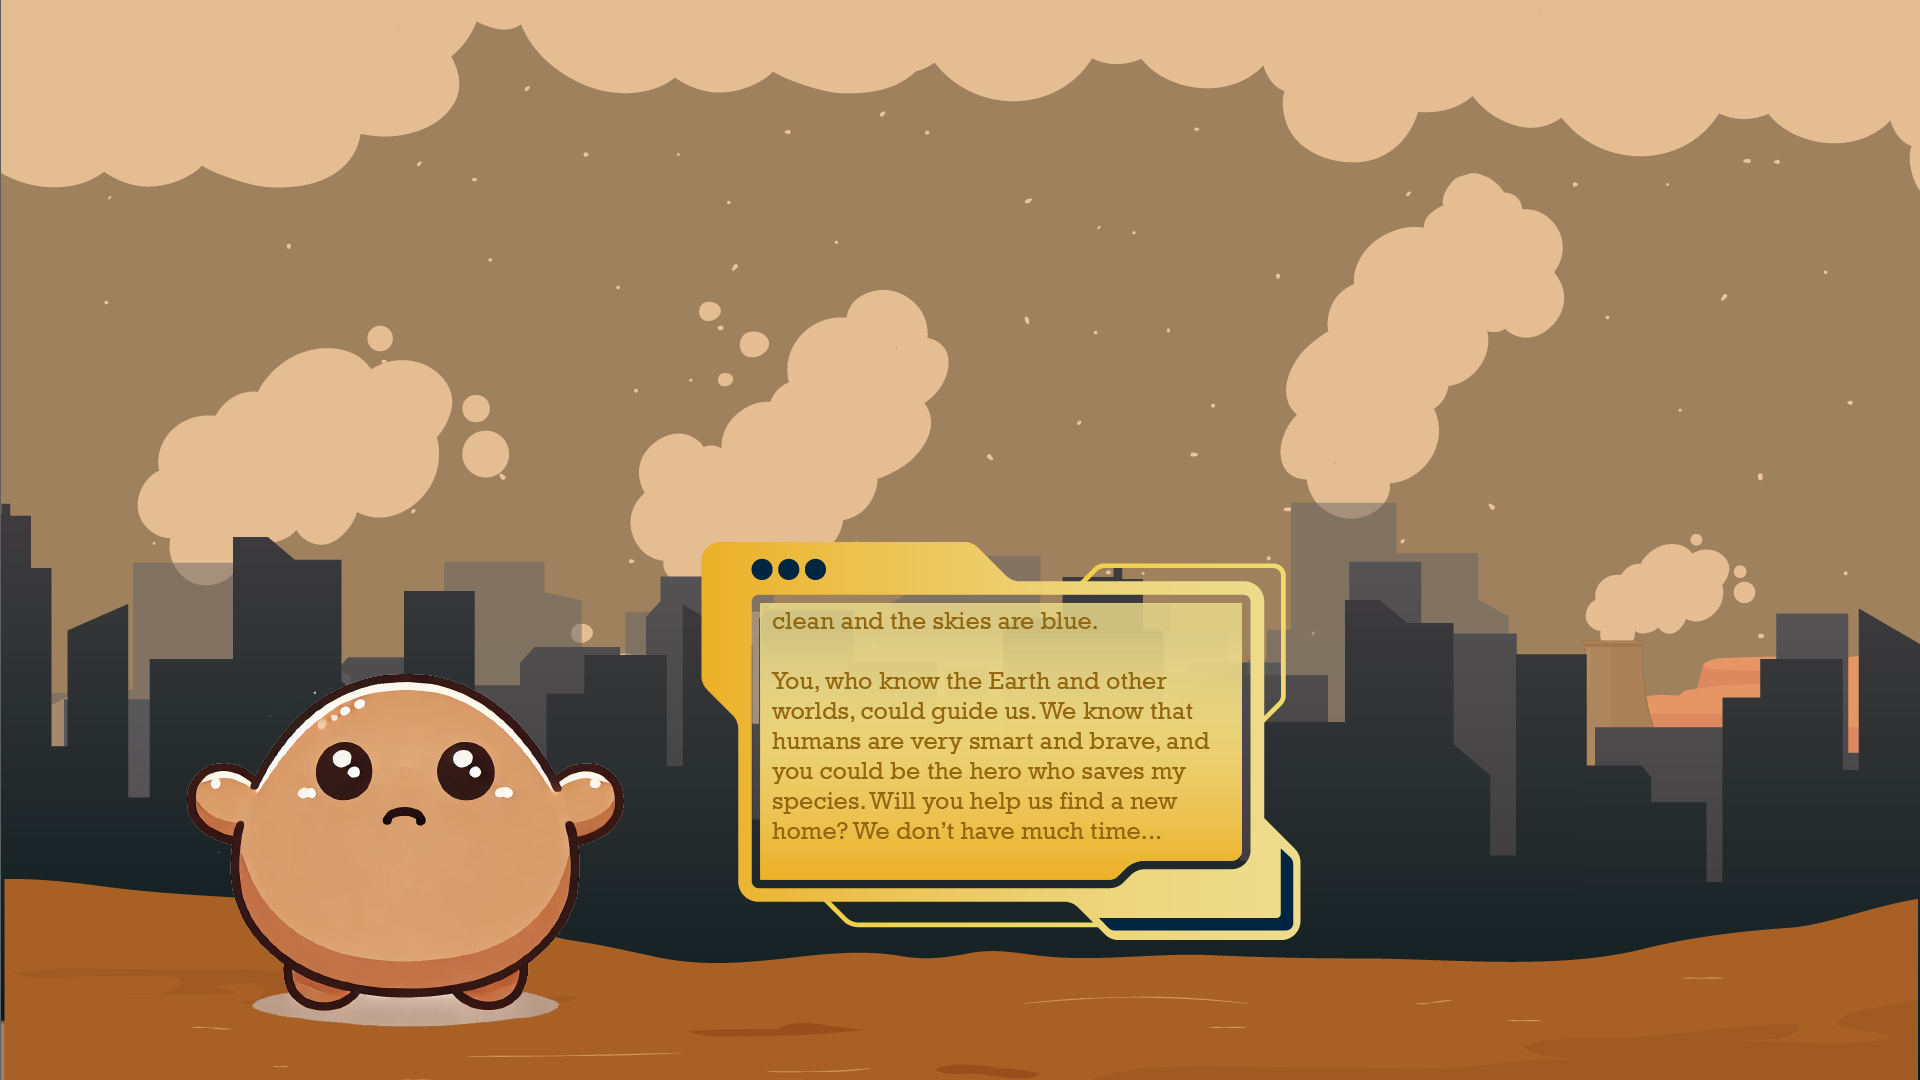 clean and the skies are blue.
You, who know the Earth and other
worlds, could guide us. We know that
humans are very smart and brave, and
you could be the hero who saves my
species. Will you help us find a new
home? We don’t have much time...